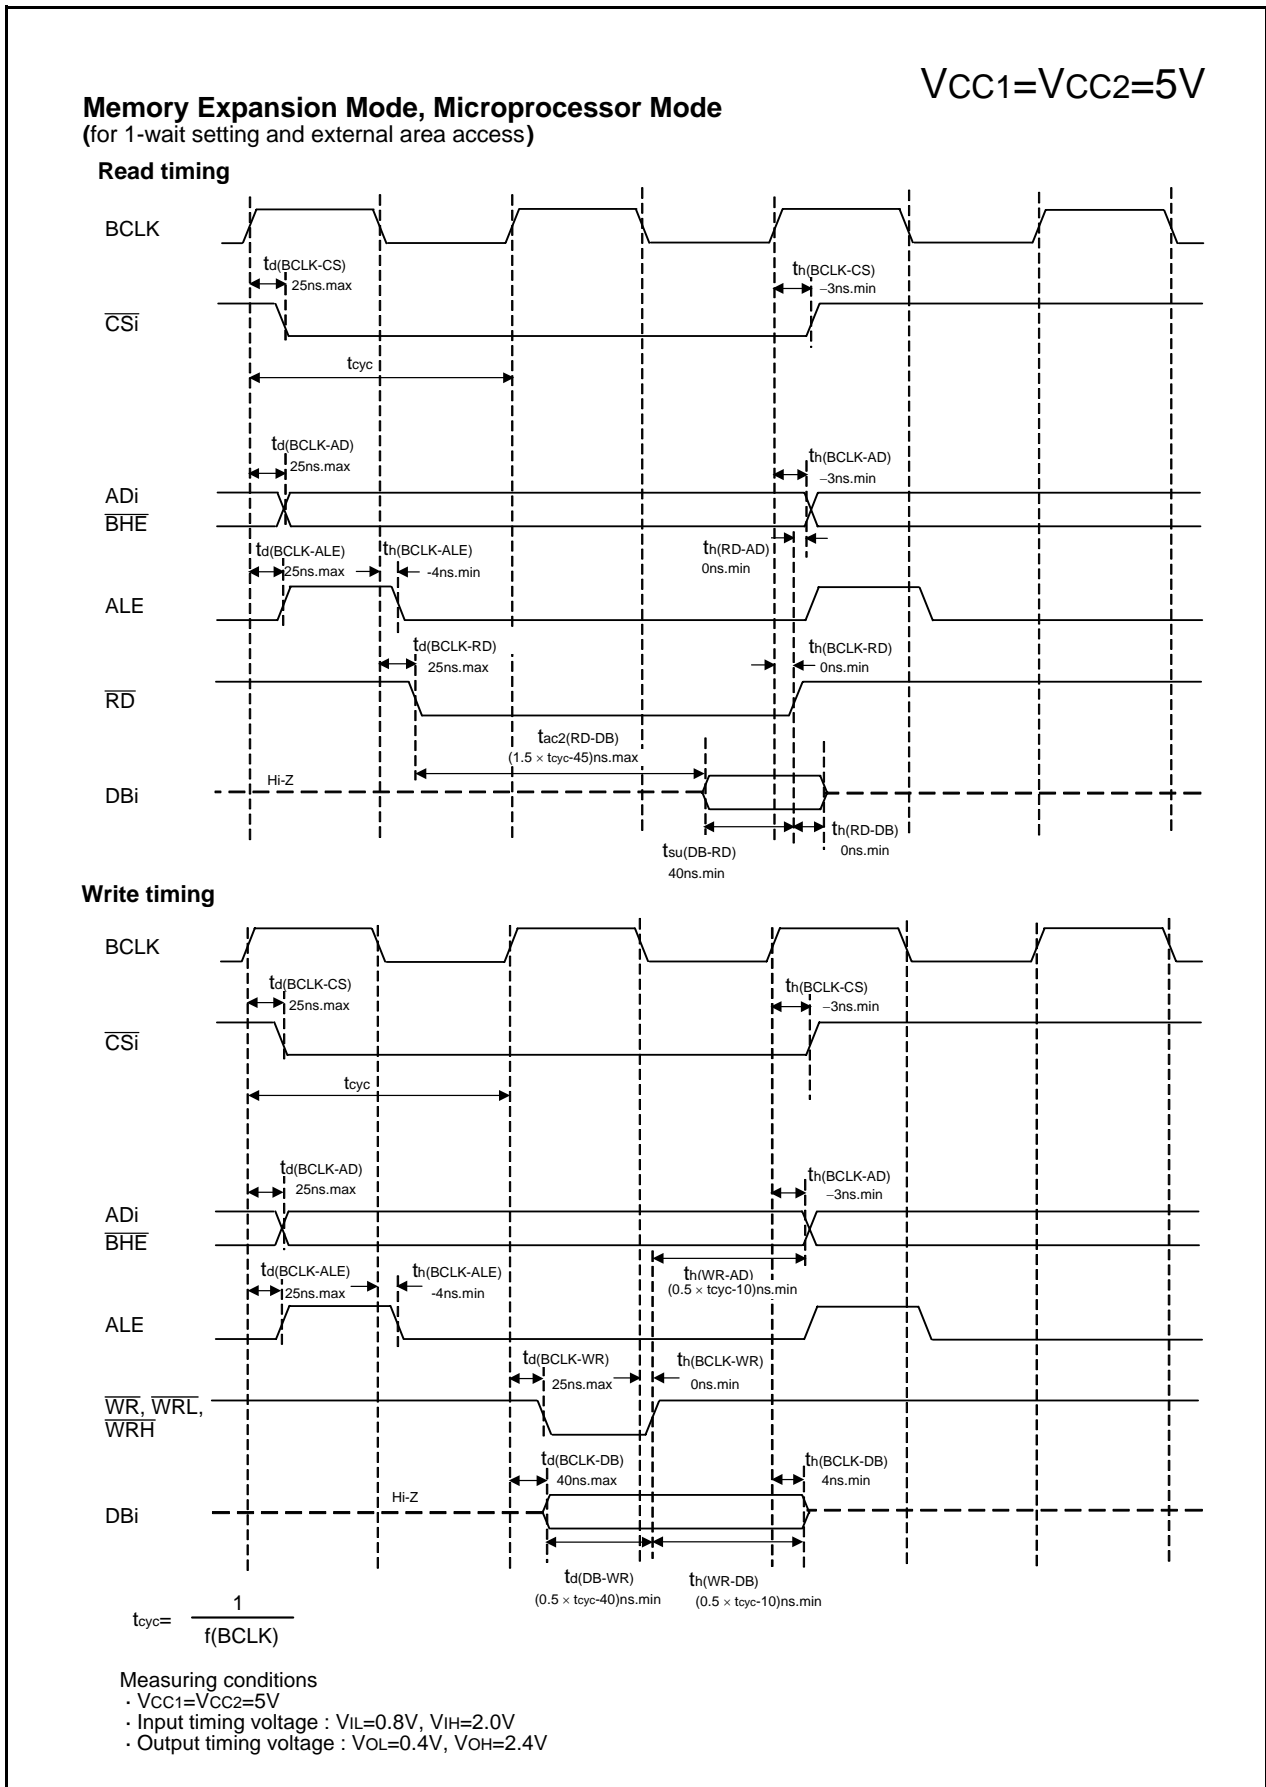 VCC1=VCC2=5V
Memory Expansion Mode, Microprocessor Mode
(for 1-wait setting and external area access)
Read timing
BCLK
td(BCLK-CS)
25ns.max
th(BCLK-CS)
−3ns.min
CSi
tcyc
td(BCLK-AD)
25ns.max
th(BCLK-AD)
−3ns.min
ADi
BHE
td(BCLK-ALE)
25ns.max
th(BCLK-ALE)
-4ns.min
th(RD-AD)
0ns.min
ALE
td(BCLK-RD)
25ns.max
th(BCLK-RD)
0ns.min
RD
tac2(RD-DB)
(1.5 × tcyc-45)ns.max
Hi-Z
DBi
tsu(DB-RD)
40ns.min
th(RD-DB)
0ns.min
Write timing
BCLK
td(BCLK-CS)
25ns.max
th(BCLK-CS)
−3ns.min
CSi
tcyc
td(BCLK-AD)
25ns.max
th(BCLK-AD)
−3ns.min
ADi
BHE
td(BCLK-ALE)
25ns.max
th(BCLK-ALE)
-4ns.min
th(WR-AD)
(0.5 × tcyc-10)ns.min
ALE
td(BCLK-WR)
25ns.max
th(BCLK-WR)
0ns.min
WR, WRL,
WRH
td(BCLK-DB)
40ns.max
th(BCLK-DB)
4ns.min
Hi-Z
DBi
td(DB-WR)
(0.5 × tcyc-40)ns.min
th(WR-DB)
(0.5 × tcyc-10)ns.min
tcyc= 1
f(BCLK)
Measuring conditions
· VCC1=VCC2=5V
· Input timing voltage : VIL=0.8V, VIH=2.0V
· Output timing voltage : VOL=0.4V, VOH=2.4V